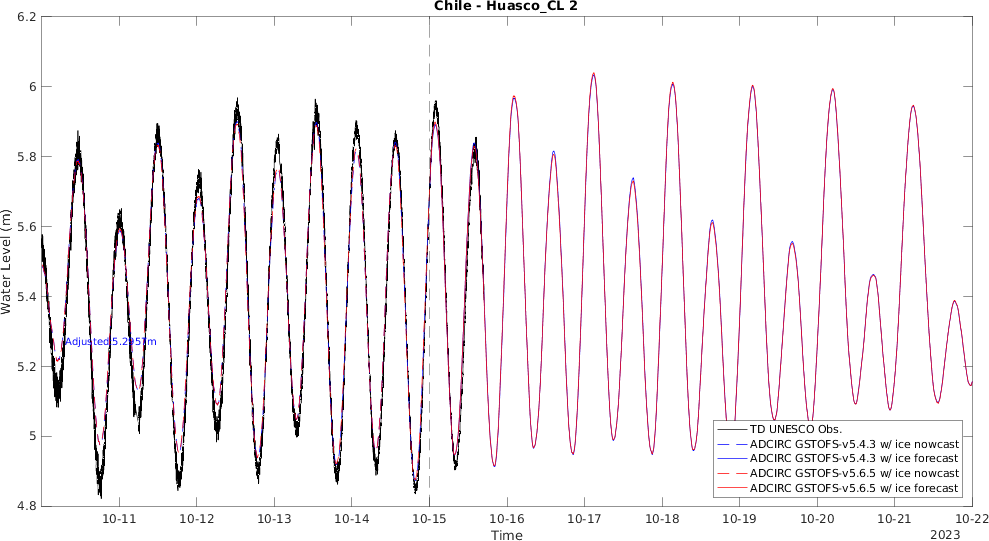 Chile - Huasco_CL 2
6.2
6
5.8
5.6
5.4
5.2
5
4.8
Water Level (m)
Adjusted 5.2957m
TD UNESCO Obs.
ADCIRC GSTOFS-v5.4.3 w/ ice nowcast
ADCIRC GSTOFS-v5.4.3 w/ ice forecast
ADCIRC GSTOFS-v5.6.5 w/ ice nowcast
ADCIRC GSTOFS-v5.6.5 w/ ice forecast
10-11 10-12 10-13 10-14 10-15 10-16 10-17 10-18 10-19 10-20 10-21 10-22
Time
2023